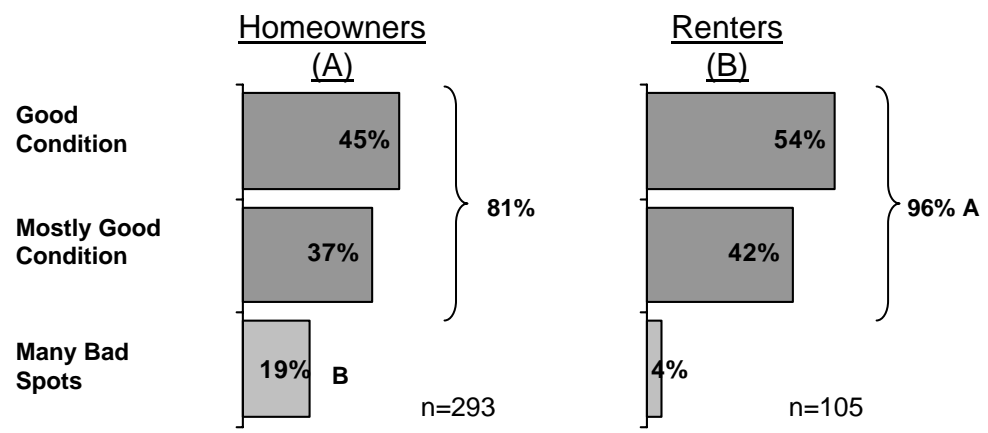 Homeowners
(A)
Renters
(B)
Good
Condition
45%
54%
81%
96% A
Mostly Good
Condition
37%
42%
Many Bad
Spots
19%
B
4%
n=293
n=105